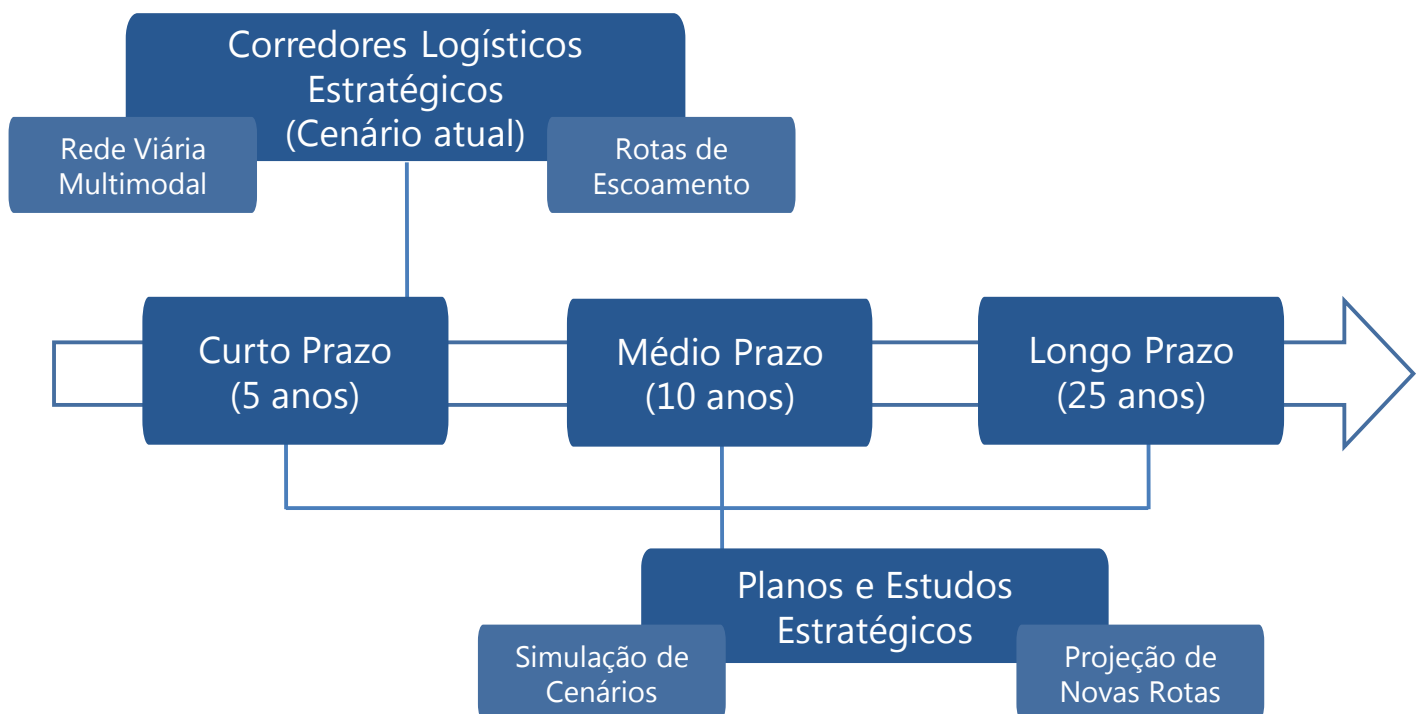 Corredores Logísticos
Estratégicos
(Cenário atual)
Rede Viária
Multimodal
Rotas de
Escoamento
Curto Prazo
(5 anos)
Médio Prazo
(10 anos)
Longo Prazo
(25 anos)
Planos e Estudos
Estratégicos
Simulação de
Cenários
Projeção de
Novas Rotas